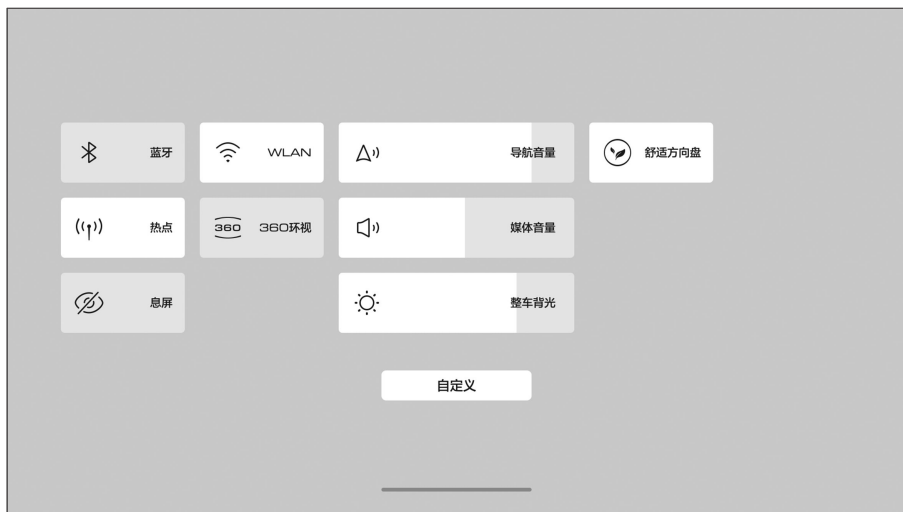 蓝牙
WLAN
导航音量
舒适方向盘
热点
360
360环视
媒体音量
息屏
整车背光
自定义